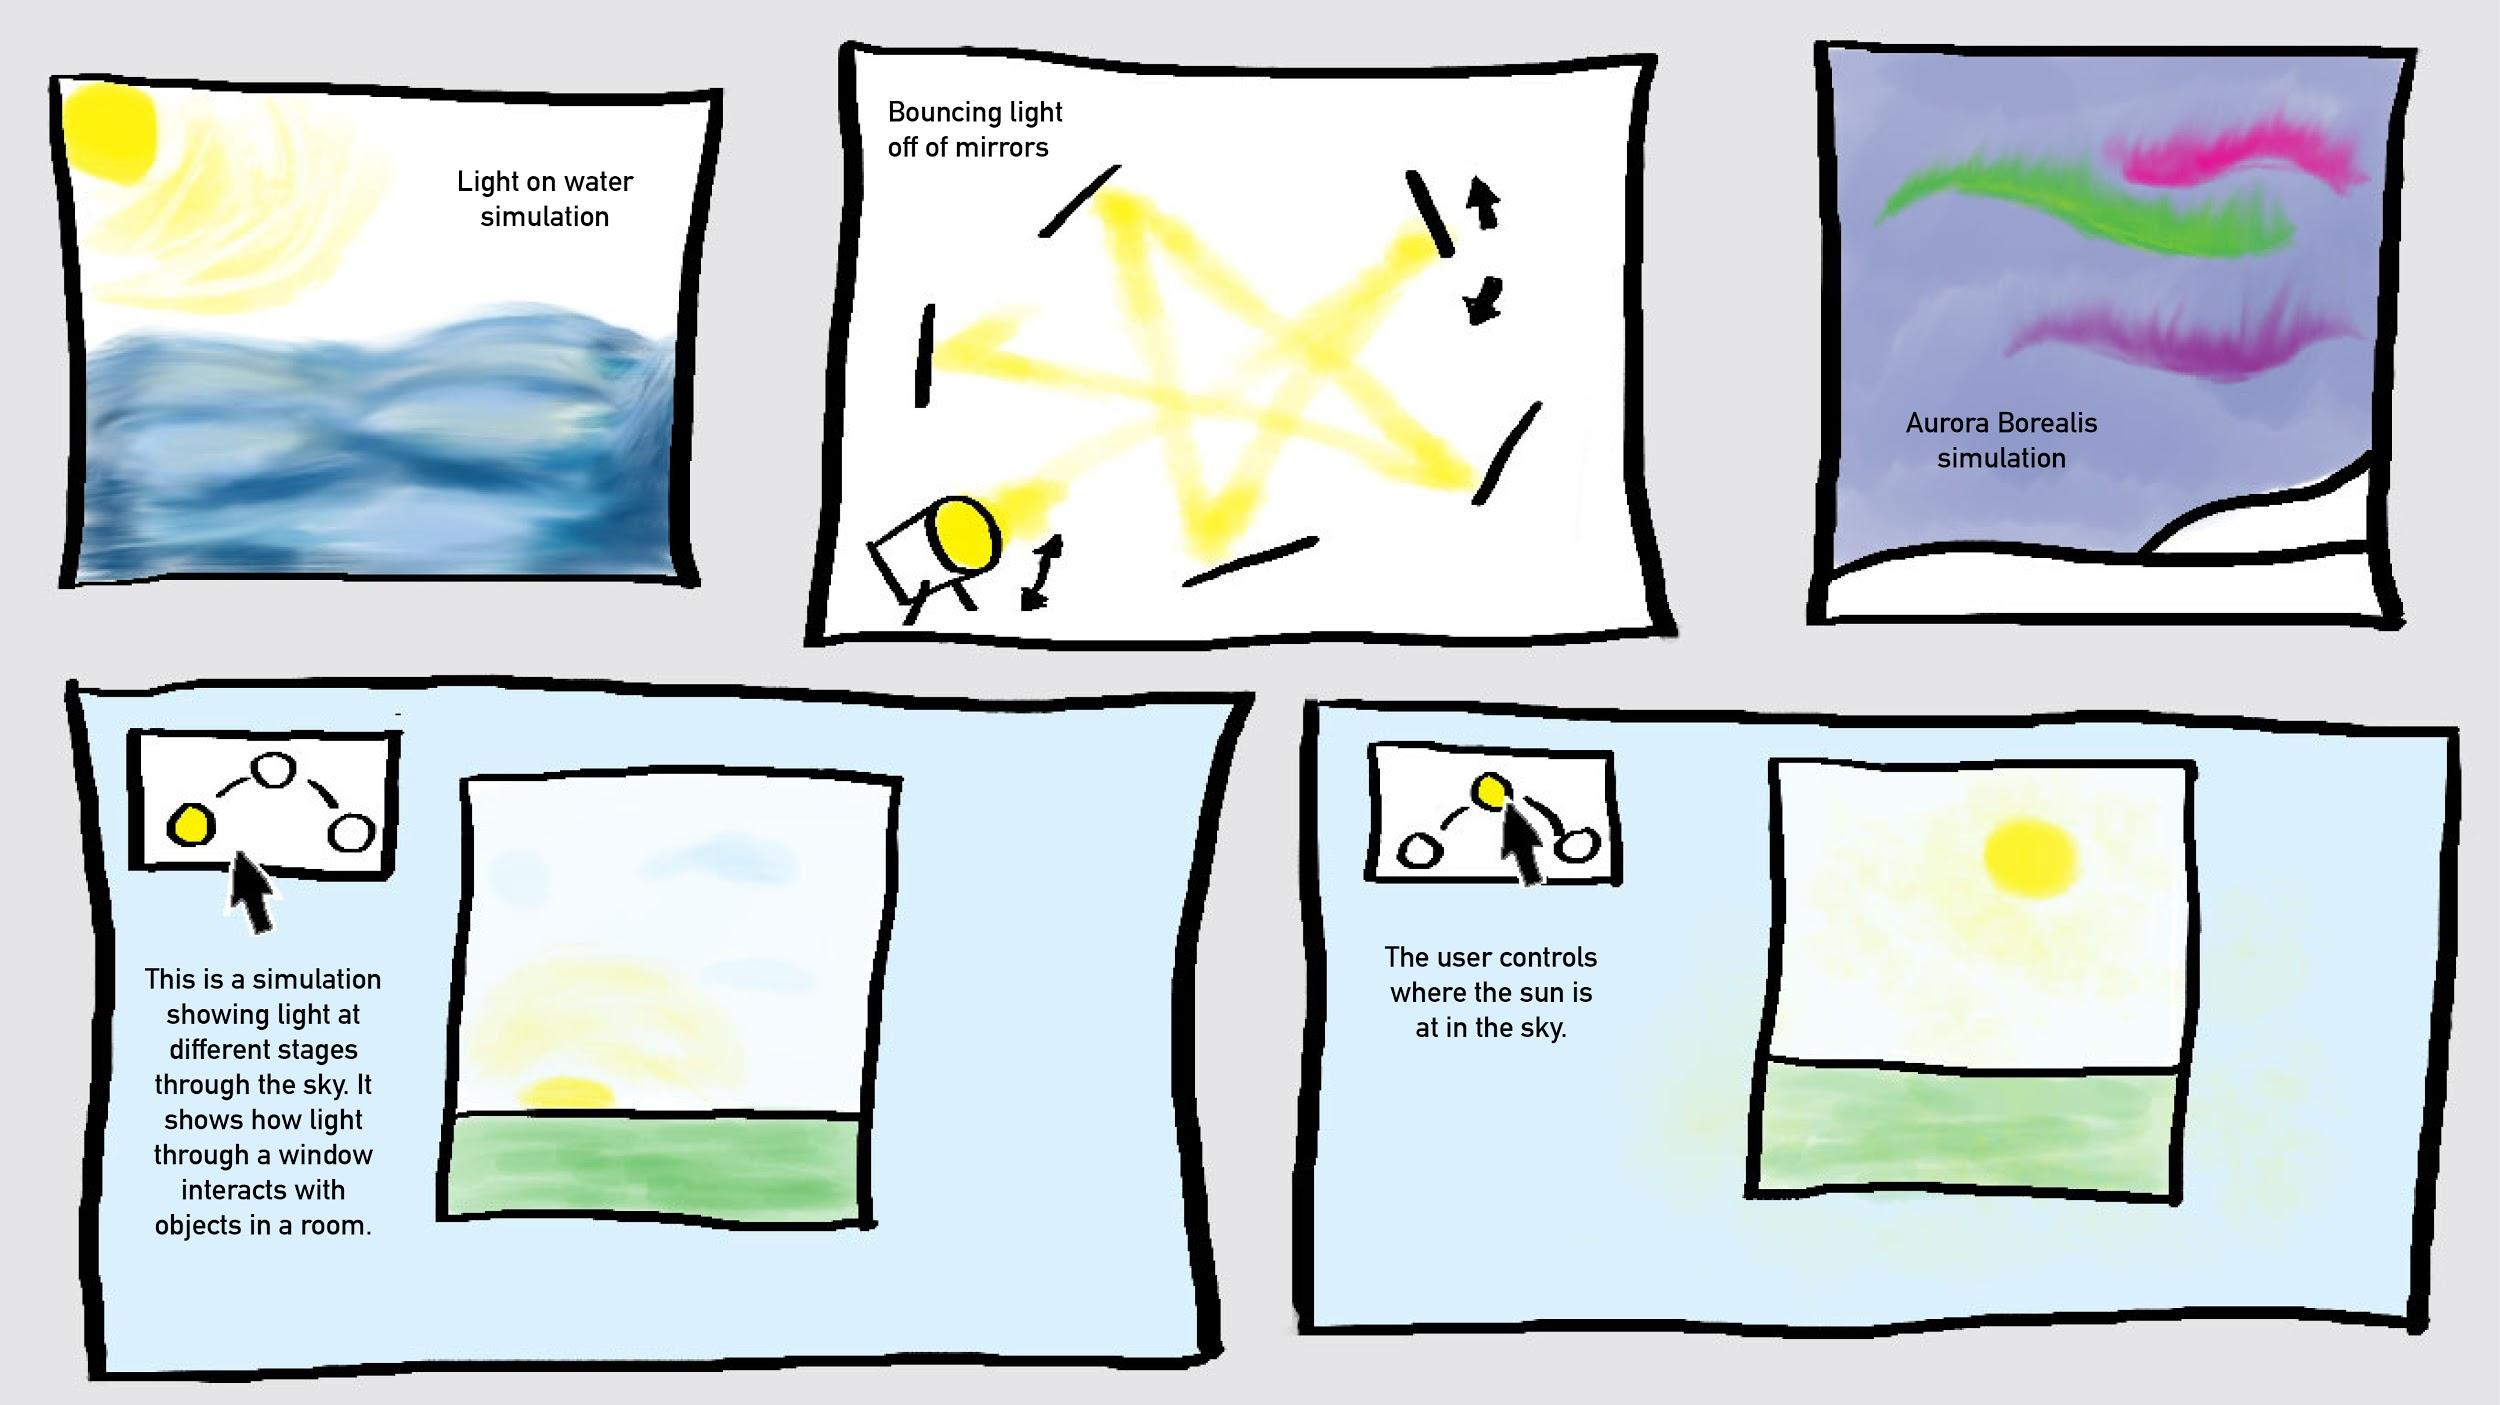 Light on water
simulation
Bouncing light
off of mirrors
Aurora Borealis
simulation
This is a simulation
showing light at
different stages
through the sky. It
shows how light
through a window
interacts with
objects in a room.
The user controls
where the sun is
at in the sky.